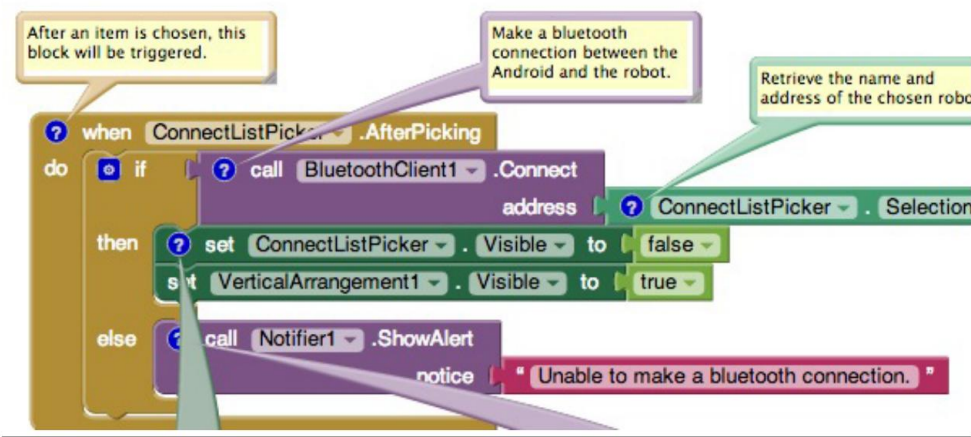 After an item is chosen, this
block will be triggered.
Make a bluetooth
connection between the
Android and the robot.
Retrieve the name and
address of the chosen robo
? when ConnectListPicker .AfterPicking
do if ? call BluetoothClient1 .Connect
address ? ConnectListPicker . Selection
then ? set ConnectListPicker . Visible to false
set VerticalArrangement1 . Visible to true
else ? call Notifier1 .ShowAlert
notice “ Unable to make a bluetooth connection. ”